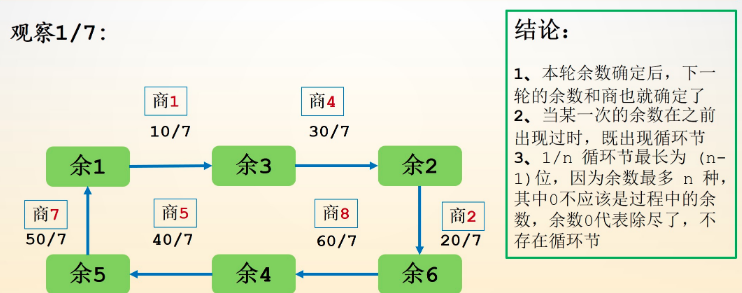 观察1/7:
商1
10/7
商4
30/7
余1
余3
余2
商7
50/7
商5
40/7
商8
60/7
商2
20/7
余5
余4
余6
结论:
1、本轮余数确定后，下一
轮的余数和商也就确定了
2、当某一次的余数在之前
出现过时，既出现循环节
3、1/n 循环节最长为 (n-
1)位，因为余数最多 n 种，
其中0不应该是过程中的余
数，余数0代表除尽了，不
存在循环节